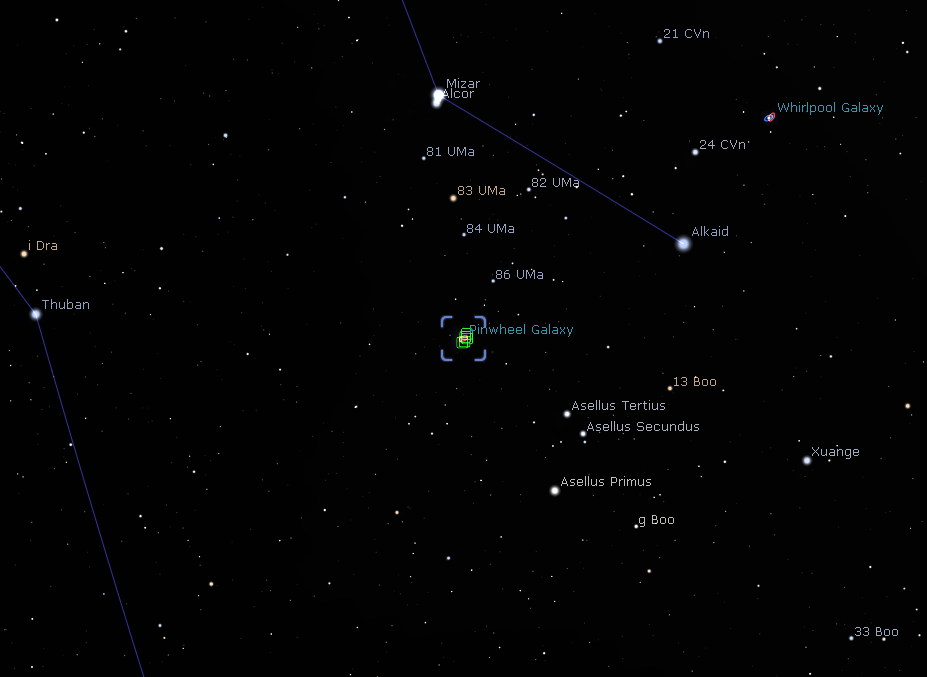 21 CVn
Mizar
Alcor
Whirlpool Galaxy
24 CVn
81 UMa
82 UMa
83 UMa
84 UMa
Alkaid
i Dra
86 UMa
Thuban
Pinwheel Galaxy
13 Boo
Asellus Tertius
Asellus Secundus
Xuange
Asellus Primus
g Boo
33 Boo